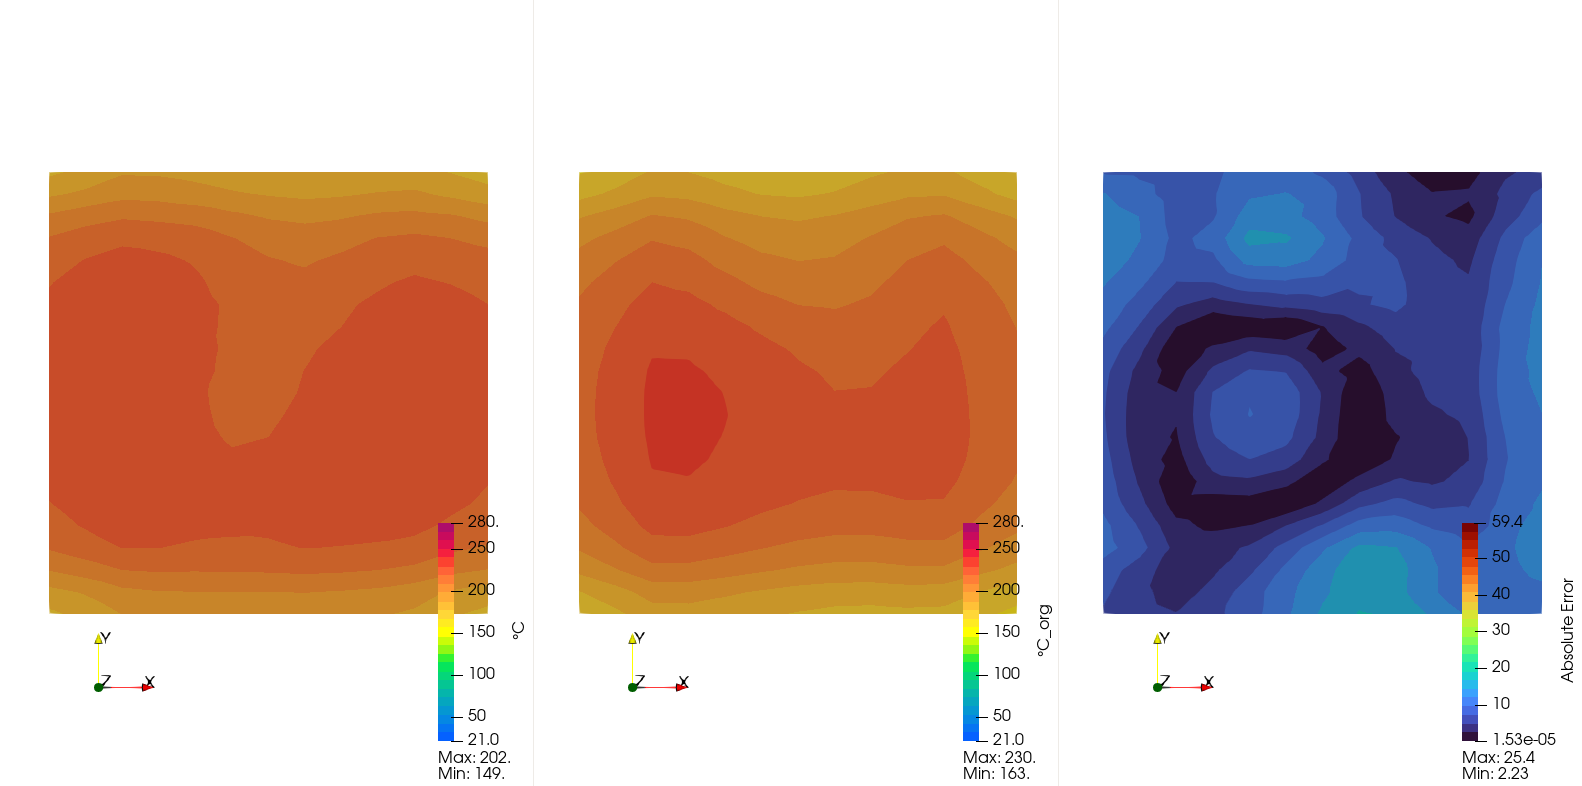 280.
250
200
150
100
50
21.0
°C
Max: 202.
Min: 149.
Y
Z
X
280.
250
200
150
100
50
21.0
°C_org
Max: 230.
Min: 163.
Y
Z
X
59.4
50
40
30
20
10
1.53e-05
Absolute Error
Max: 25.4
Min: 2.23
Y
Z
X